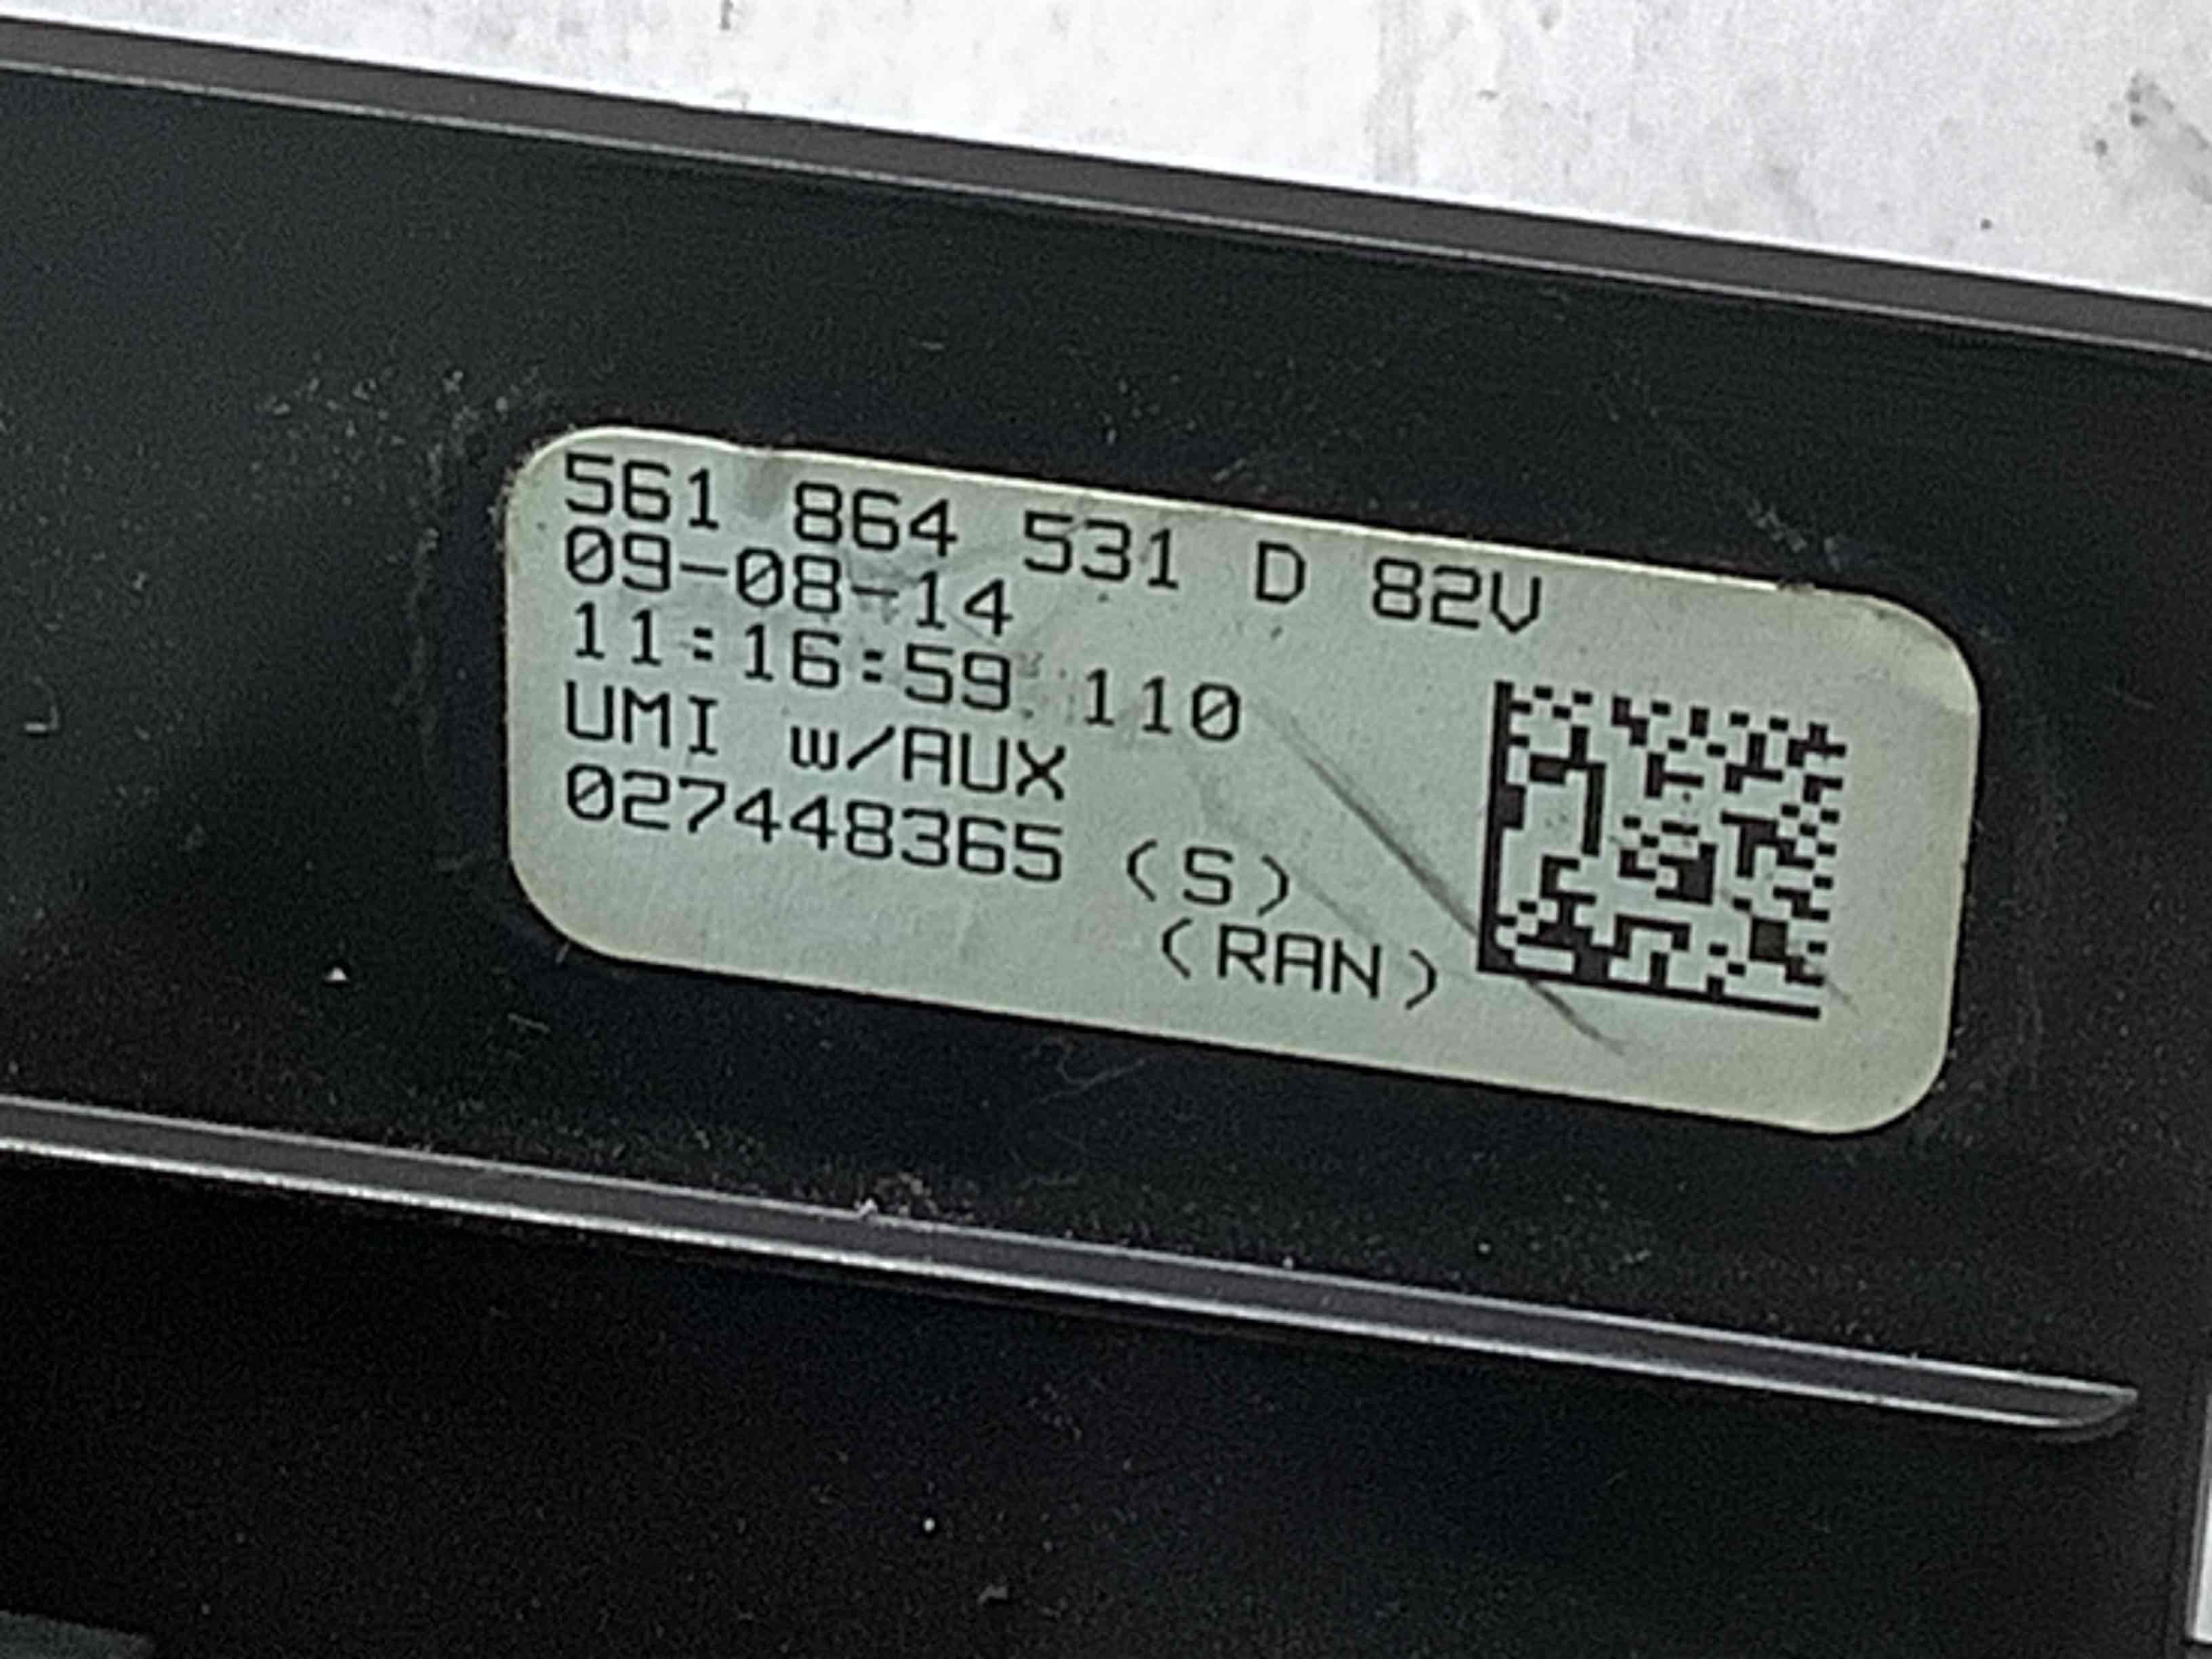 561 864 531 D 82V
09-08-14
11:16:59 110
UMI w/AUX
027448365 (S)
(RAN)